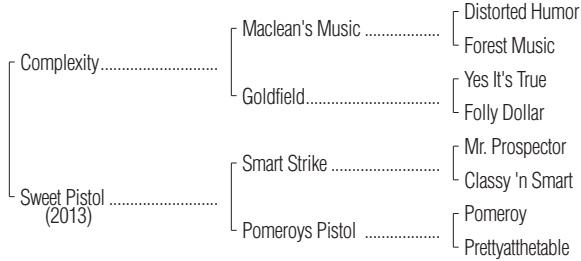 Distorted Humor
Maclean's Music ..................
Forest Music
Complexity............................
Yes It's True
Goldfield................................
Folly Dollar
Mr. Prospector
Smart Strike ..........................
Classy 'n Smart
Sweet Pistol ..........................
(2013)
Pomeroy
Pomeroys Pistol ..................
Prettyatthetable